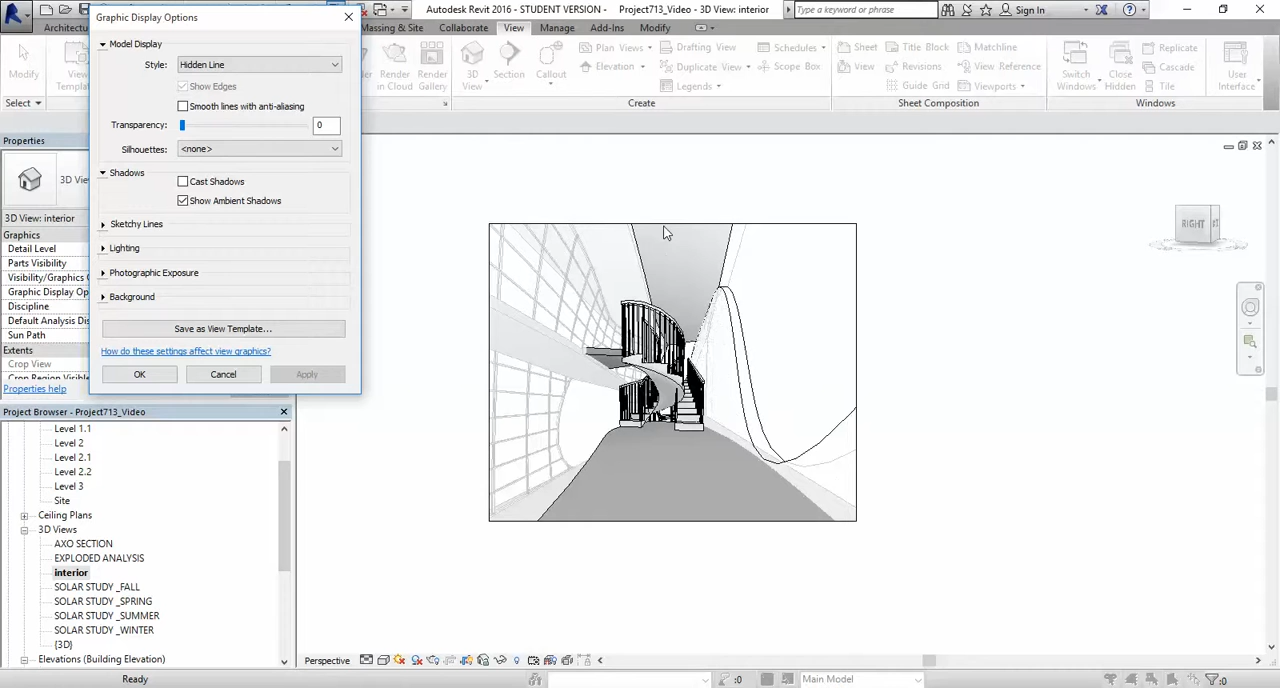 Graphic Display Options
Autodesk Revit 2016 - STUDENT VERSION - Project713_Video - 3D View: interior
Type a keyword or phrase
Sign In
Architectu
Massing & Site
Collaborate
View
Manage
Add-Ins
Modify
Modify
View
Templ
Render
in Cloud
Render
Gallery
3D
View
Section
Callout
Plan Views
Elevation
Drafting View
Duplicate View
Legends
Schedules
Scope Box
Sheet
View
Title Block
Revisions
Guide Grid
Matchline
View Reference
Viewports
Switch
Windows
Close
Hidden
Replicate
Cascade
Tile
User
Interface
Select
Create
Sheet Composition
Windows
Model Display
Style:
Hidden Line
Show Edges
Smooth lines with anti-aliasing
Transparency:
0
Silhouettes:
<none>
Shadows
Cast Shadows
Show Ambient Shadows
Sketchy Lines
Lighting
Photographic Exposure
Background
Save as View Template...
How do these settings affect view graphics?
OK
Cancel
Apply
Properties
3D Vie
3D View: interior
Graphics
Detail Level
Parts Visibility
Visibility/Graphics O
Graphic Display Op
Discipline
Default Analysis Dis
Sun Path
Extents
Crop View
Crop Region Visible
Properties help
RIGHT
Project Browser - Project713_Video
Level 1.1
Level 2
Level 2.1
Level 2.2
Level 3
Site
Ceiling Plans
3D Views
AXO SECTION
EXPLODED ANALYSIS
interior
SOLAR STUDY _FALL
SOLAR STUDY _SPRING
SOLAR STUDY _SUMMER
SOLAR STUDY _WINTER
{3D}
Elevations (Building Elevation)
Perspective
Ready
:0
Main Model
:0